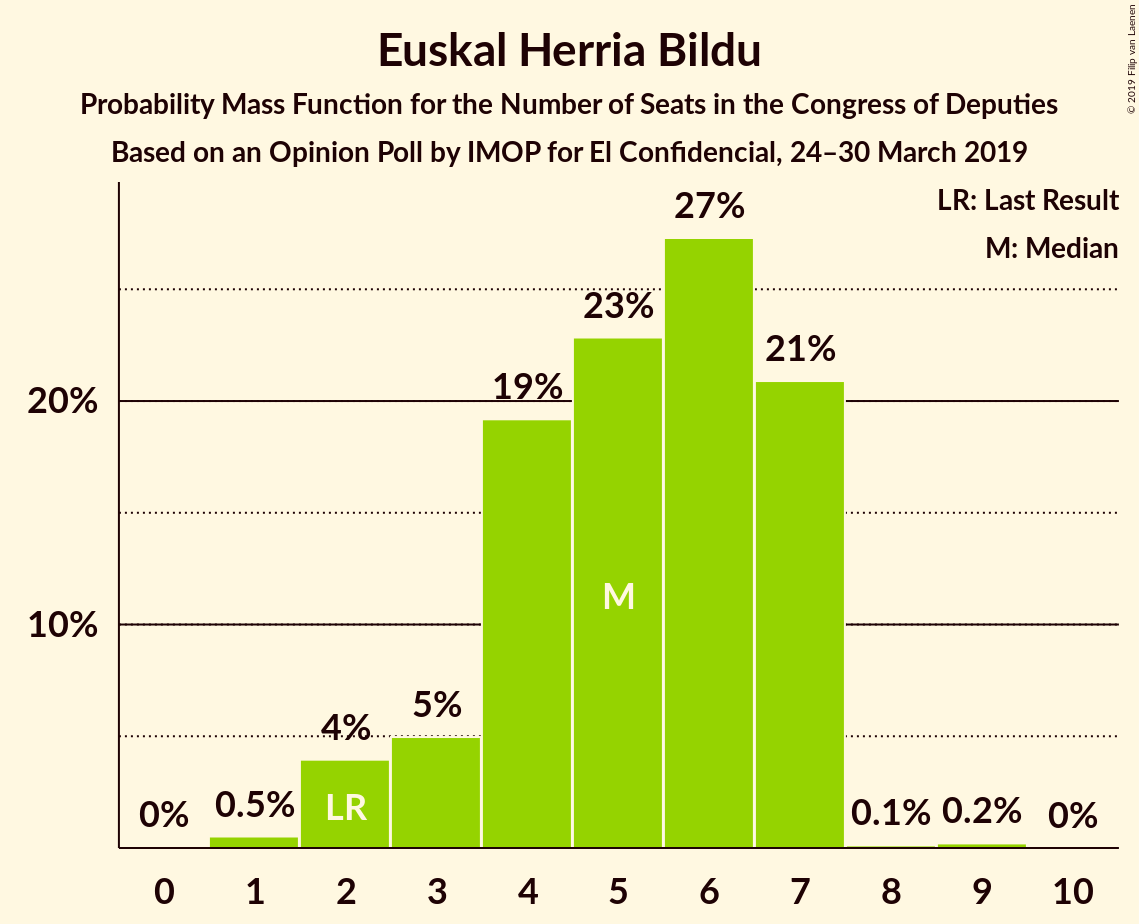 Euskal Herria Bildu
Probability Mass Function for the Number of Seats in the Congress of Deputies
Based on an Opinion Poll by IMOP for El Confidencial, 24–30 March 2019
© 2019 Filip van Laenen
LR: Last Result
M: Median
27%
23%
21%
19%
20%
10%
5%
4%
0%
0.5%
0.1%
0.2%
0%
M
LR
0 1 2 3 4 5 6 7 8 9 10